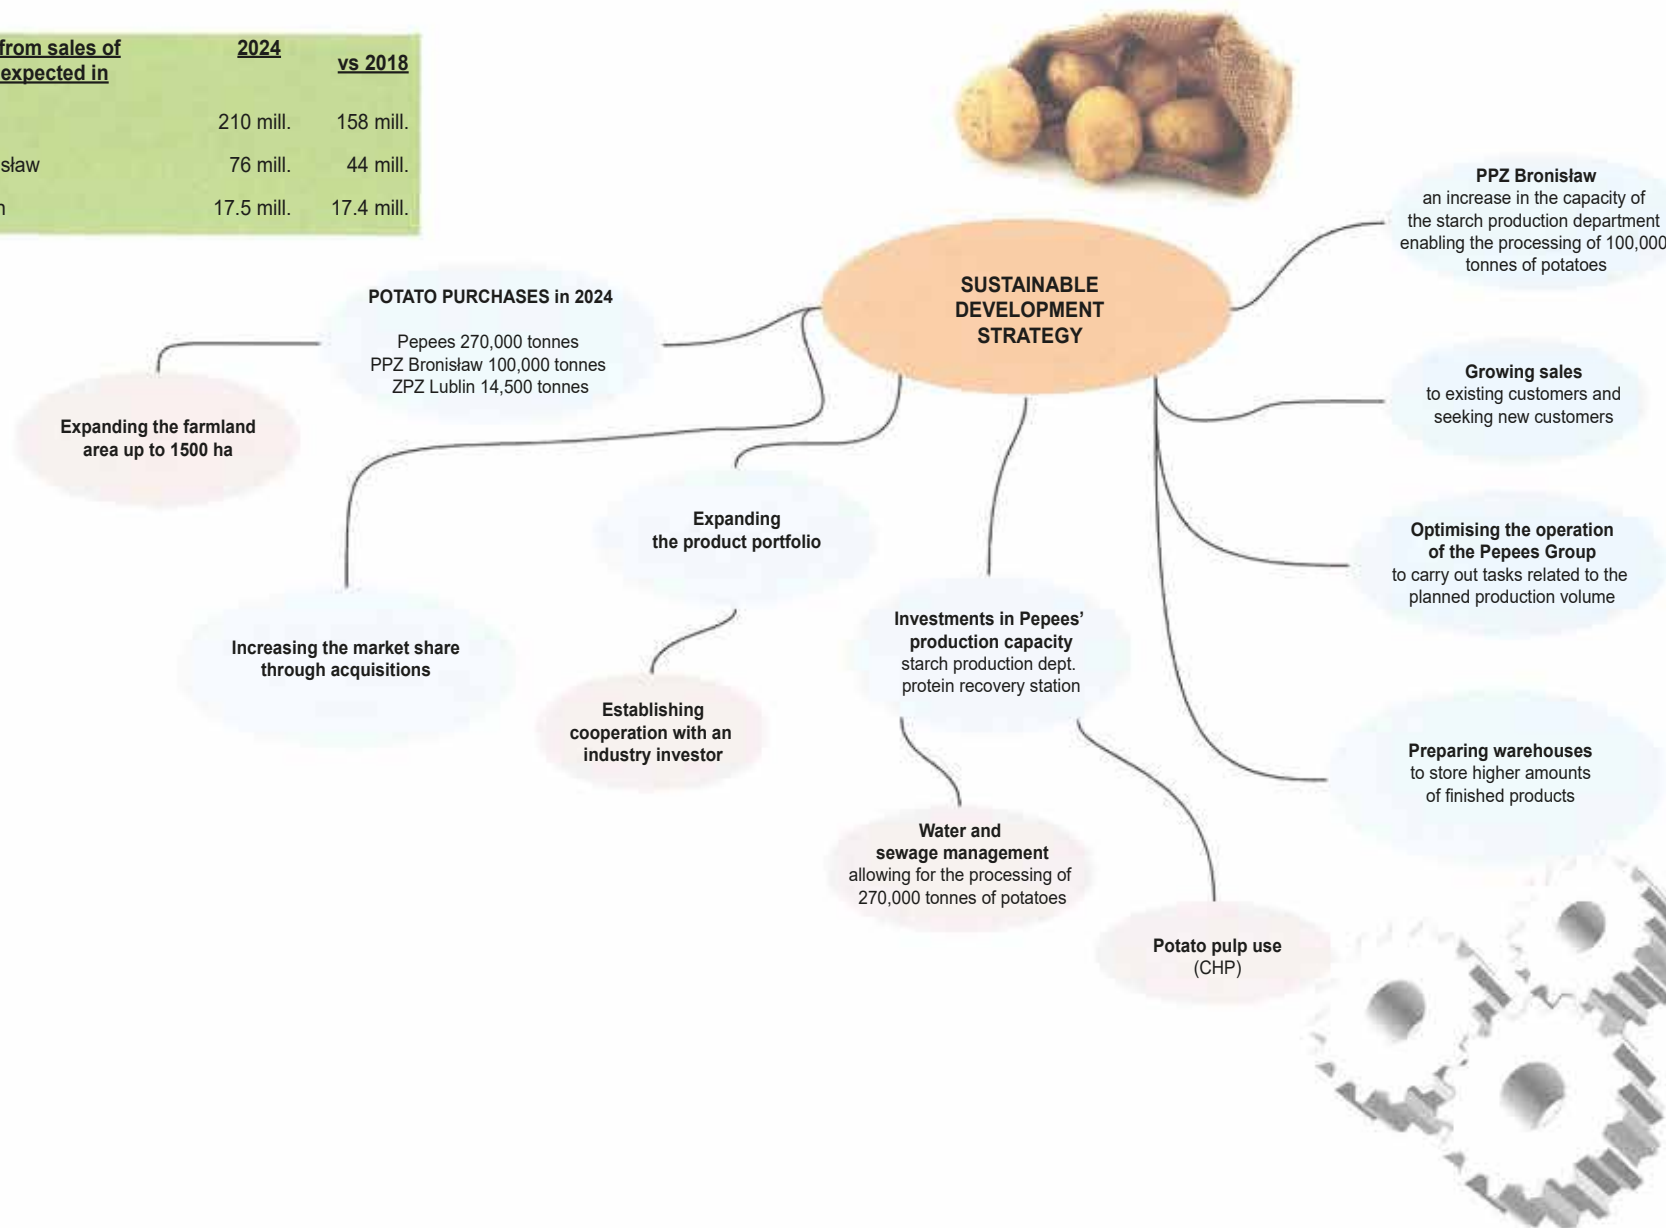 from sales of 2024 vs 2018
expected in
210 mill. 158 mill.
sław 76 mill. 44 mill.
17.5 mill. 17.4 mill.
SUSTAINABLE
DEVELOPMENT
STRATEGY
POTATO PURCHASES in 2024
Pepees 270,000 tonnes
PPZ Bronisław 100,000 tonnes
ZPZ Lublin 14,500 tonnes
Expanding the farmland
area up to 1500 ha
Increasing the market share
through acquisitions
Expanding
the product portfolio
Establishing
cooperation with an
industry investor
Investments in Pepees’
production capacity
starch production dept.
protein recovery station
Water and
sewage management
allowing for the processing of
270,000 tonnes of potatoes
Potato pulp use
(CHP)
PPZ Bronisław
an increase in the capacity of
the starch production department
enabling the processing of 100,000
tonnes of potatoes
Growing sales
to existing customers and
seeking new customers
Optimising the operation
of the Pepees Group
to carry out tasks related to the
planned production volume
Preparing warehouses
to store higher amounts
of finished products